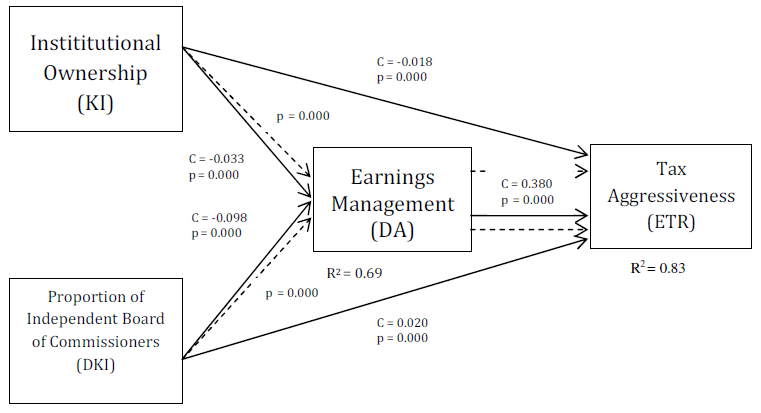 Instititutional
Ownership
(KI)
C = -0.018
p = 0.000
p = 0.000
C = -0.033
p = 0.000
Earnings
Management
(DA)
C = 0.380
p = 0.000
Tax
Aggressiveness
(ETR)
C = -0.098
p = 0.000
R² = 0.69
R² = 0.83
p = 0.000
Proportion of
Independent Board
of Commissioners
(DKI)
C = 0.020
p = 0.000